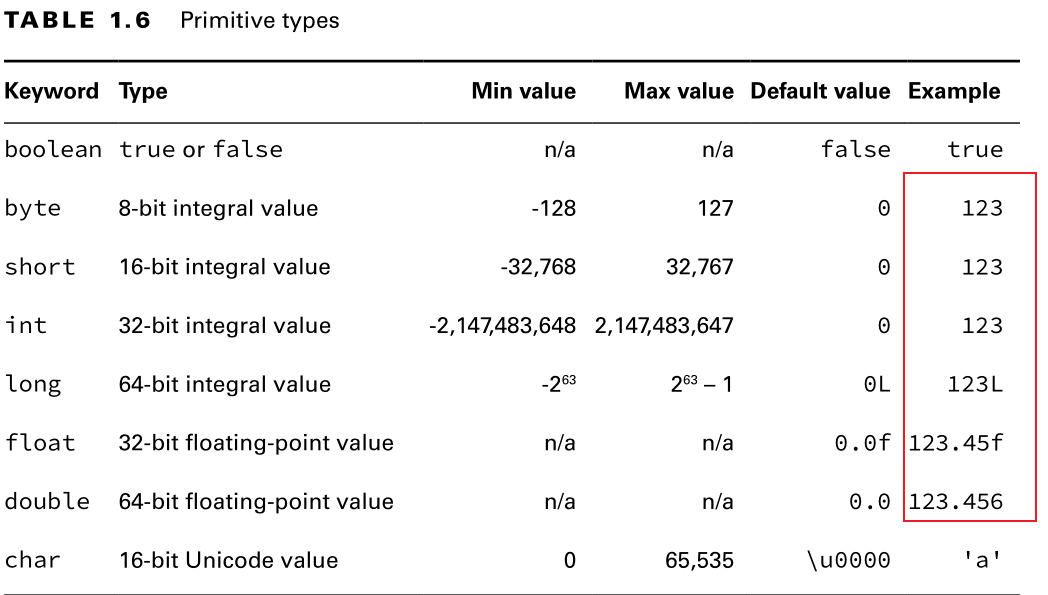 TABLE 1.6 Primitive types
Keyword Type Min value Max value Default value Example
boolean true or false n/a n/a false true
byte 8-bit integral value -128 127 0 123
short 16-bit integral value -32,768 32,767 0 123
int 32-bit integral value -2,147,483,648 2,147,483,647 0 123
long 64-bit integral value -2⁶³ 2⁶³ – 1 0L 123L
float 32-bit floating-point value n/a n/a 0.0f 123.45f
double 64-bit floating-point value n/a n/a 0.0 123.456
char 16-bit Unicode value 0 65,535 \u0000 'a'